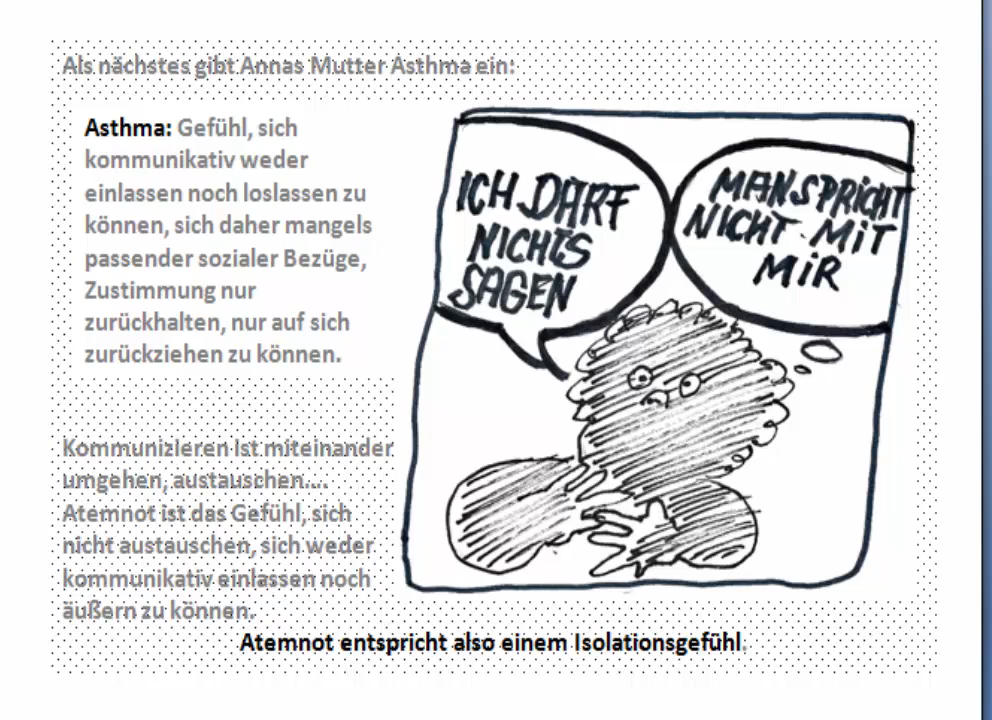 Als nächstes gibt Annas Mutter Asthma ein:
Asthma: Gefühl, sich
kommunikativ weder
einlassen noch loslassen zu
können, sich daher mangels
passender sozialer Bezüge,
Zustimmung nur
zurückhalten, nur auf sich
zurückziehen zu können.
ICH DARF
NICHTS
SAGEN
MAN SPRICHT
NICHT MiT
MiR
Kommunizieren ist miteinander
umgehen, austauschen...
Atemnot ist das Gefühl, sich
nicht austauschen, sich weder
kommunikativ einlassen noch
äußern zu können.
Atemnot entspricht also einem Isolationsgefühl.